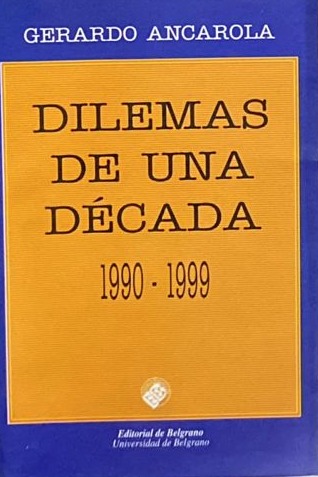 GERARDO ANCAROLA
DILEMAS
DE UNA
DÉCADA
1990 - 1999
Editorial de Belgrano
Universidad de Belgrano